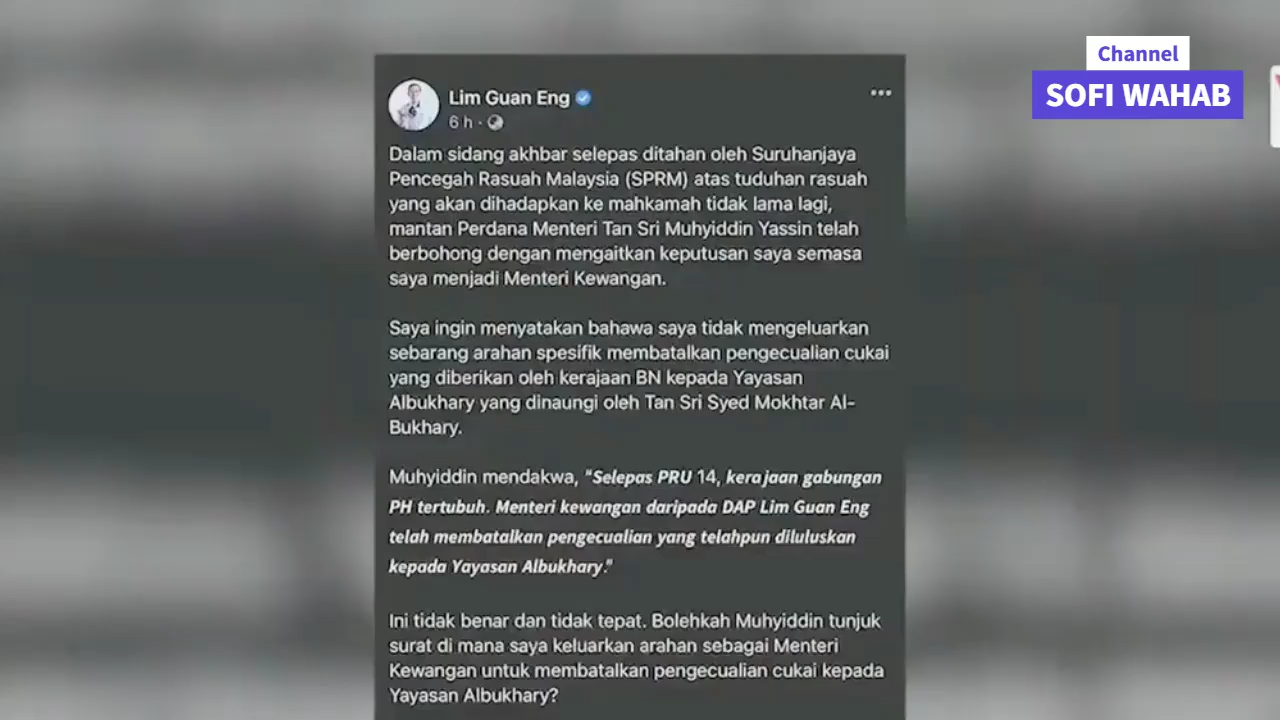 Channel
SOFI WAHAB
Lim Guan Eng
6 h ·
Dalam sidang akhbar selepas ditahan oleh Suruhanjaya
Pencegah Rasuah Malaysia (SPRM) atas tuduhan rasuah
yang akan dihadapkan ke mahkamah tidak lama lagi,
mantan Perdana Menteri Tan Sri Muhyiddin Yassin telah
berbohong dengan mengaitkan keputusan saya semasa
saya menjadi Menteri Kewangan.
Saya ingin menyatakan bahawa saya tidak mengeluarkan
sebarang arahan spesifik membatalkan pengecualian cukai
yang diberikan oleh kerajaan BN kepada Yayasan
Albukhary yang dinaungi oleh Tan Sri Syed Mokhtar Al-
Bukhary.
Muhyiddin mendakwa, "Selepas PRU 14, kerajaan gabungan
PH tertubuh. Menteri kewangan daripada DAP Lim Guan Eng
telah membatalkan pengecualian yang telahpun diluluskan
kepada Yayasan Albukhary."
Ini tidak benar dan tidak tepat. Bolehkah Muhyiddin tunjuk
surat di mana saya keluarkan arahan sebagai Menteri
Kewangan untuk membatalkan pengecualian cukai kepada
Yayasan Albukhary?